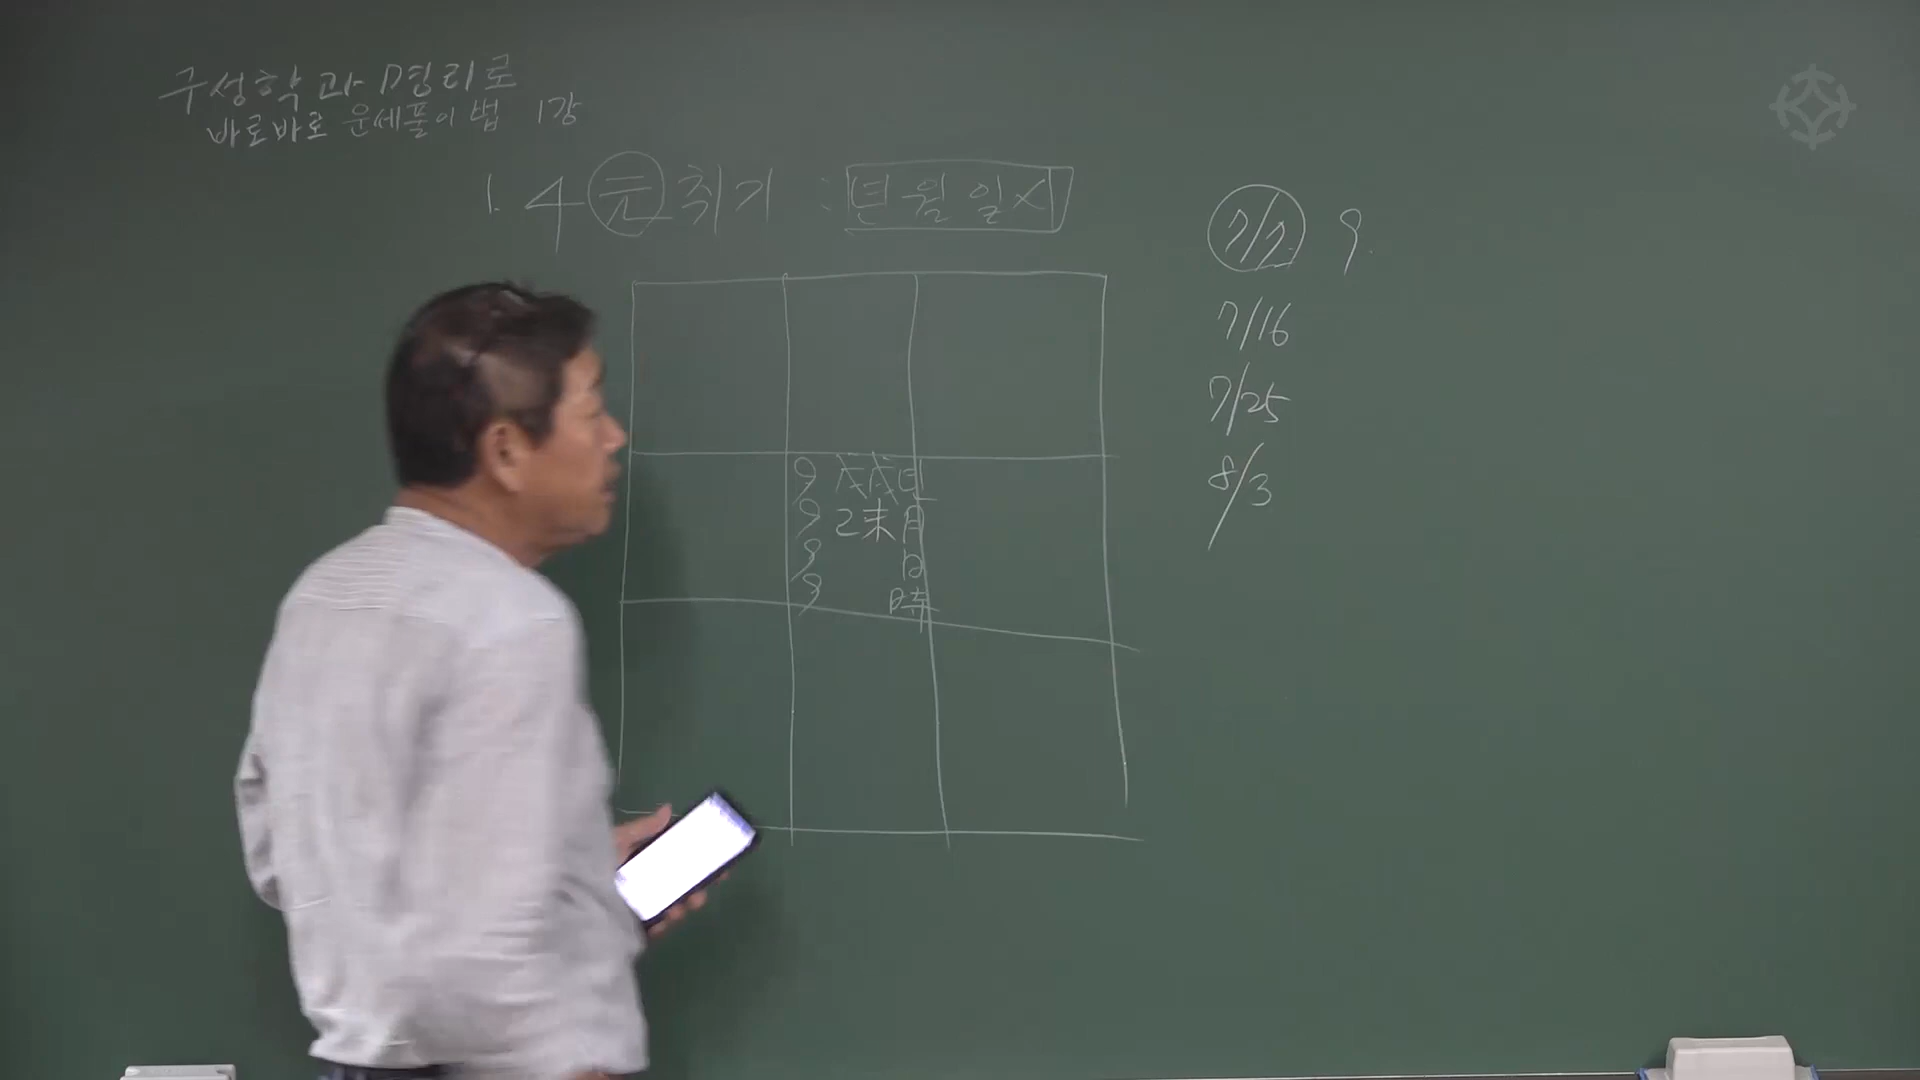 구성학과 명리로
바로바로 운세풀이법 1강
1. 4元취기 : 년월일시
7/7. 9.
7/16
7/25
8/3
9 戊戌년
9 己未月
9 日
9 時